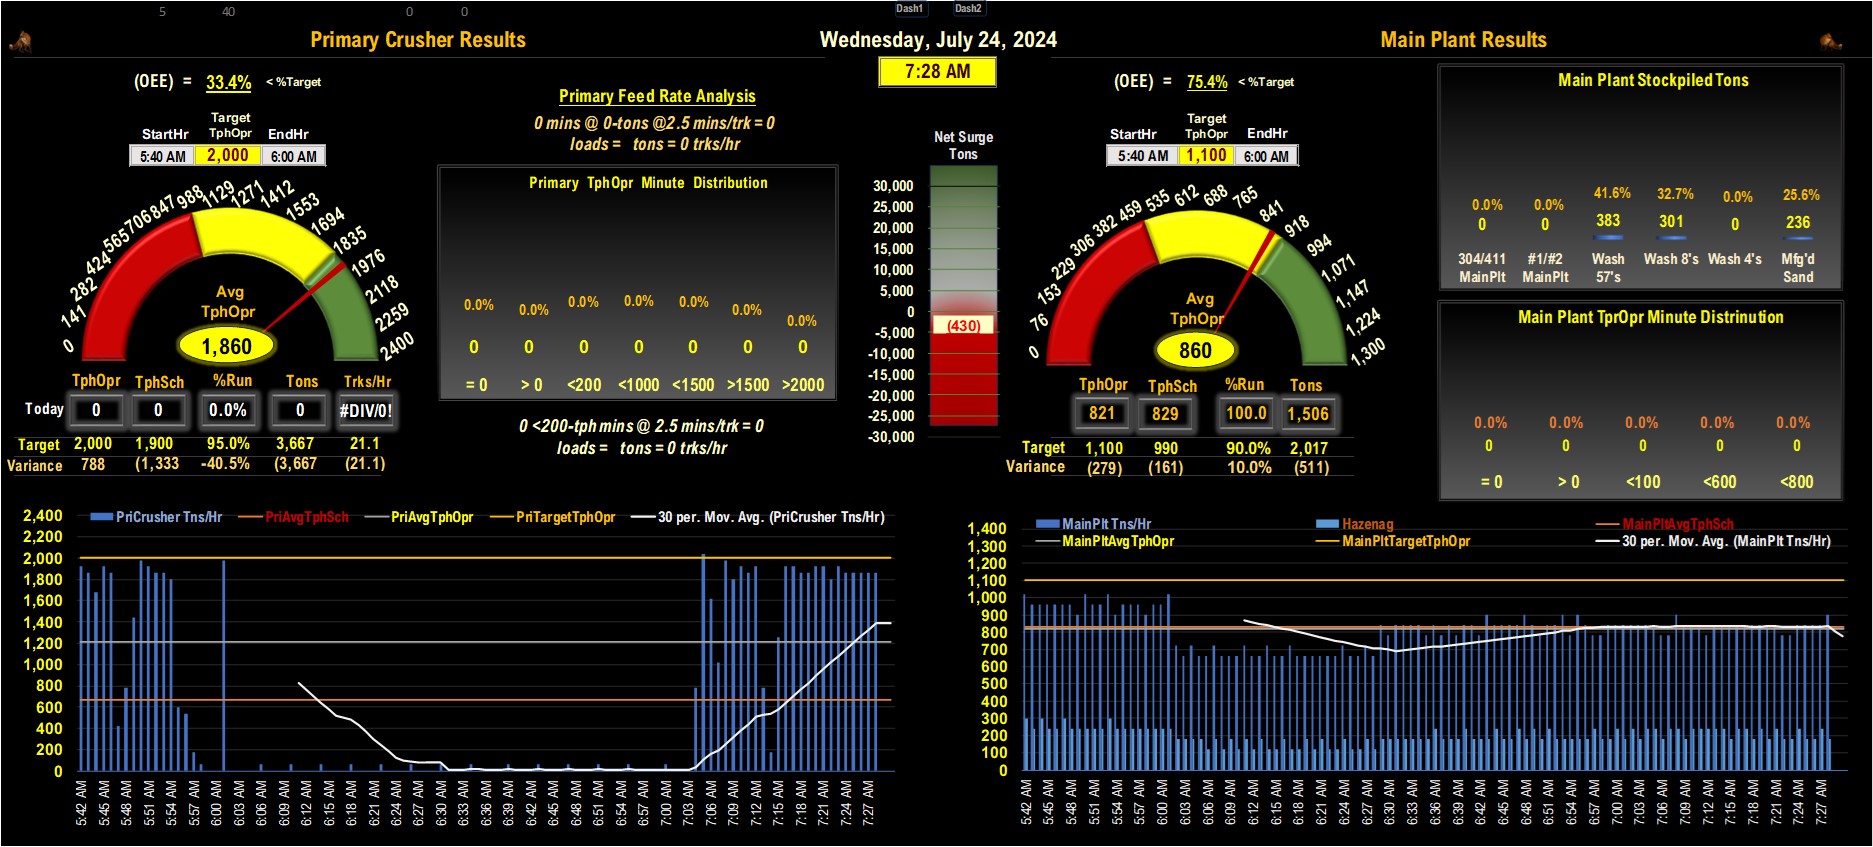 5 40 0 0 Dash1 Dash2
Primary Crusher Results
Wednesday, July 24, 2024
Main Plant Results
7:28 AM
(OEE) = 33.4% < %Target
Target
StartHr TphOpr EndHr
5:40 AM 2,000 6:00 AM
0 141 282 424 565 706 847 988 1129 1271 1412 1553 1694 1835 1976 2118 2259 2400
Avg
TphOpr
1,860
TphOpr TphSch %Run Tons Trks/Hr
Today 0 0 0.0% 0 #DIV/0!
Target 2,000 1,900 95.0% 3,667 21.1
Variance 788 (1,333 -40.5% (3,667 (21.1)
Primary Feed Rate Analysis
0 mins @ 0-tons @2.5 mins/trk = 0
loads = tons = 0 trks/hr
Primary TphOpr Minute Distribution
0.0% 0.0% 0.0% 0.0% 0.0% 0.0% 0.0%
0 0 0 0 0 0 0
= 0 > 0 <200 <1000 <1500 >1500 >2000
0 <200-tph mins @ 2.5 mins/trk = 0
loads = tons = 0 trks/hr
Net Surge
Tons
30,000
25,000
20,000
15,000
10,000
5,000
0
(430)
-5,000
-10,000
-15,000
-20,000
-25,000
-30,000
(OEE) = 75.4% < %Target
Target
StartHr TphOpr EndHr
5:40 AM 1,100 6:00 AM
0 76 153 229 306 382 459 535 612 688 765 841 918 994 1,071 1,147 1,224 1,300
Avg
TphOpr
860
TphOpr TphSch %Run Tons
821 829 100.0 1,506
Target 1,100 990 90.0% 2,017
Variance (279) (161) 10.0% (511)
Main Plant Stockpiled Tons
0.0% 0.0% 41.6% 32.7% 0.0% 25.6%
0 0 383 301 0 236
304/411 #1/#2 Wash Wash 8's Wash 4's Mfg'd
MainPlt MainPlt 57's Sand
Main Plant TprOpr Minute Distrinution
0.0% 0.0% 0.0% 0.0% 0.0%
0 0 0 0 0
= 0 > 0 <100 <600 <800
PriCrusher Tns/Hr PriAvgTphSch PriAvgTphOpr PriTargetTphOpr 30 per. Mov. Avg. (PriCrusher Tns/Hr)
2,400
2,200
2,000
1,800
1,600
1,400
1,200
1,000
800
600
400
200
0
5:42 AM 5:45 AM 5:48 AM 5:51 AM 5:54 AM 5:57 AM 6:00 AM 6:03 AM 6:06 AM 6:09 AM 6:12 AM 6:15 AM 6:18 AM 6:21 AM 6:24 AM 6:27 AM 6:30 AM 6:33 AM 6:36 AM 6:39 AM 6:42 AM 6:45 AM 6:48 AM 6:51 AM 6:54 AM 6:57 AM 7:00 AM 7:03 AM 7:06 AM 7:09 AM 7:12 AM 7:15 AM 7:18 AM 7:21 AM 7:24 AM 7:27 AM
MainPlt Tns/Hr Hazenag MainPltAvgTphSch
MainPltAvgTphOpr MainPltTargetTphOpr 30 per. Mov. Avg. (MainPlt Tns/Hr)
1,400
1,300
1,200
1,100
1,000
900
800
700
600
500
400
300
200
100
0
5:42 AM 5:45 AM 5:48 AM 5:51 AM 5:54 AM 5:57 AM 6:00 AM 6:03 AM 6:06 AM 6:09 AM 6:12 AM 6:15 AM 6:18 AM 6:21 AM 6:24 AM 6:27 AM 6:30 AM 6:33 AM 6:36 AM 6:39 AM 6:42 AM 6:45 AM 6:48 AM 6:51 AM 6:54 AM 6:57 AM 7:00 AM 7:03 AM 7:06 AM 7:09 AM 7:12 AM 7:15 AM 7:18 AM 7:21 AM 7:24 AM 7:27 AM